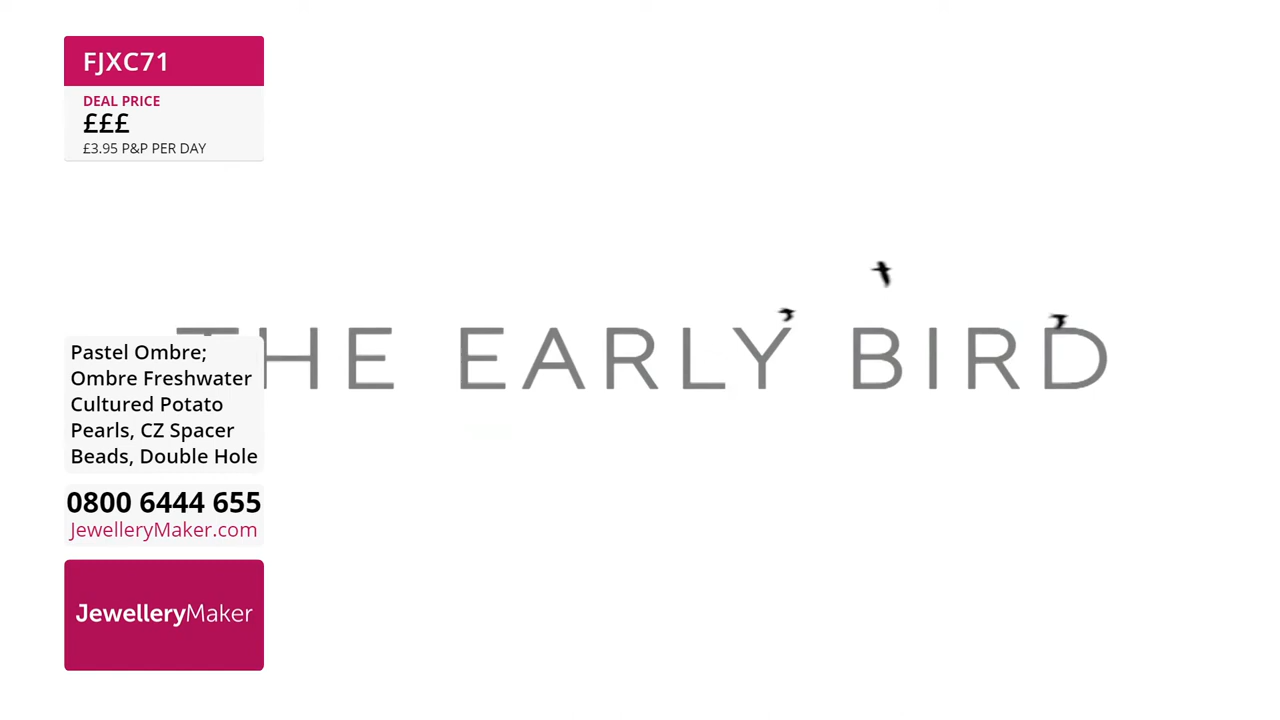 FJXC71
DEAL PRICE
£££
£3.95 P&P PER DAY
THE EARLY BIRD
Pastel Ombre;
Ombre Freshwater
Cultured Potato
Pearls, CZ Spacer
Beads, Double Hole
0800 6444 655
JewelleryMaker.com
JewelleryMaker